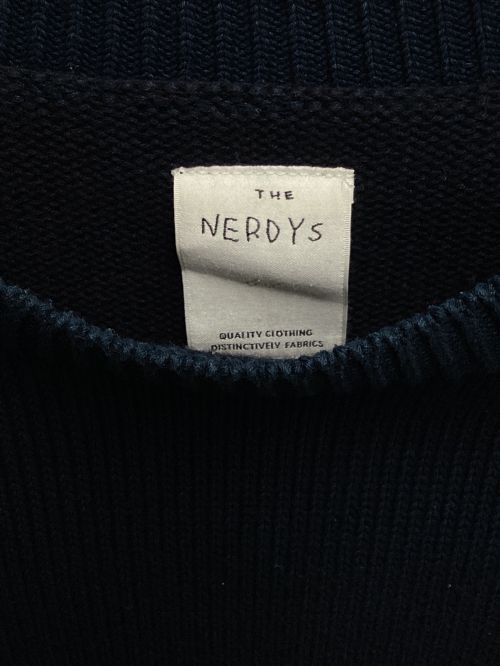 THE
NERDYS
QUALITY CLOTHING
DISTINCTIVELY FABRICS